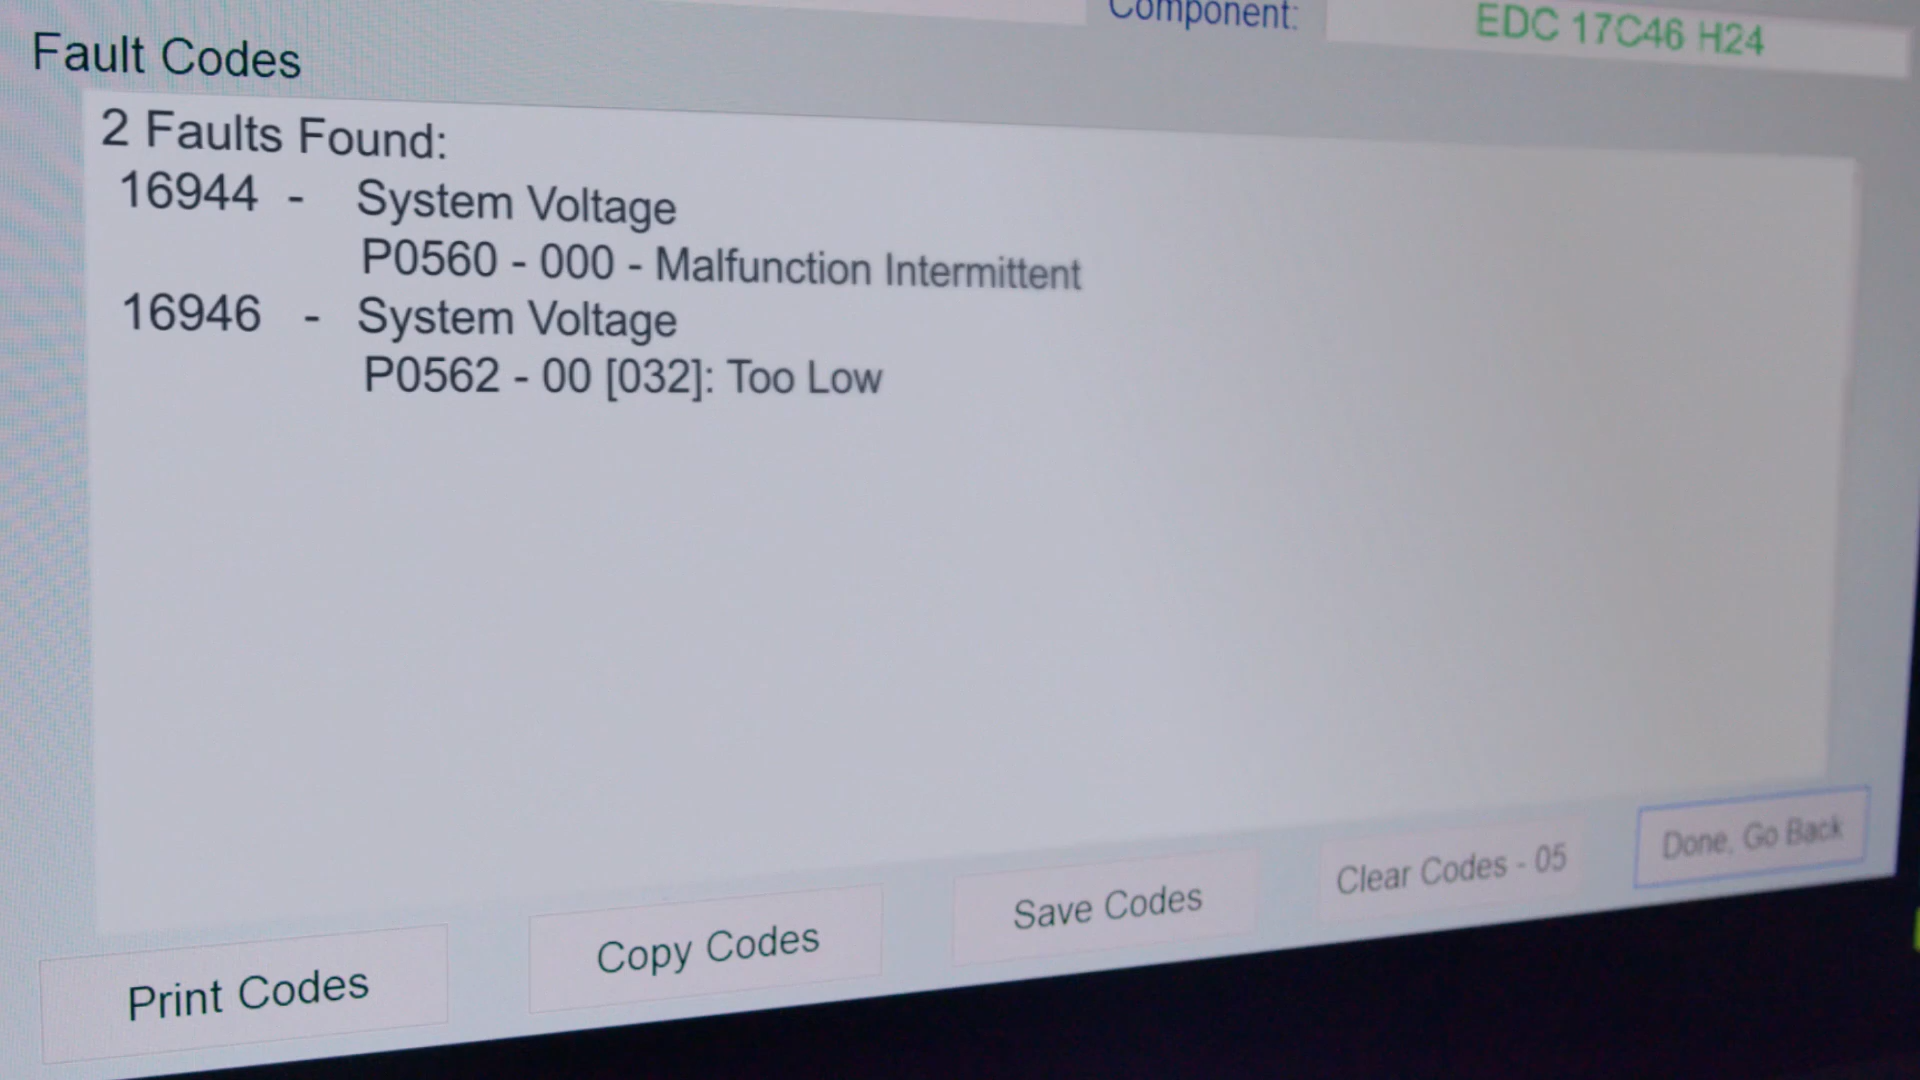 Component:
EDC 17C46 H24
Fault Codes
2 Faults Found:
16944 - System Voltage
P0560 - 000 - Malfunction Intermittent
16946 - System Voltage
P0562 - 00 [032]: Too Low
Print Codes
Copy Codes
Save Codes
Clear Codes - 05
Done, Go Back